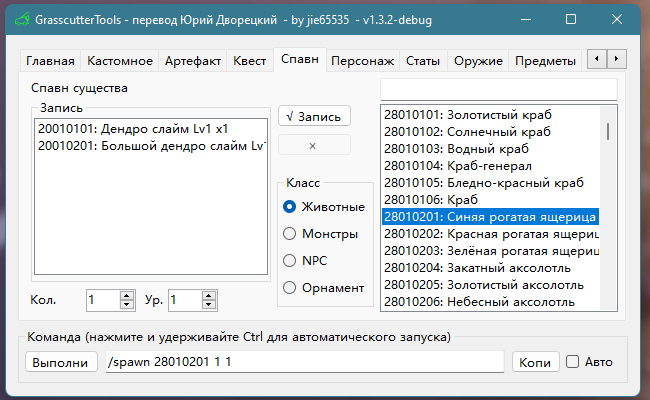 GrasscutterTools - перевод Юрий Дворецкий - by jie65535 - v1.3.2-debug
Главная Кастомное Артефакт Квест Спавн Персонаж Статы Оружие Предметы
Спавн существа
Запись
20010101: Дендро слайм Lv1 x1
20010201: Большой дендро слайм Lv
√ Запись
×
Класс
Животные
Монстры
NPC
Орнамент
Кол. 1 Ур. 1
28010101: Золотистый краб
28010102: Солнечный краб
28010103: Водный краб
28010104: Краб-генерал
28010105: Бледно-красный краб
28010106: Краб
28010201: Синяя рогатая ящерица
28010202: Красная рогатая ящериц
28010203: Зелёная рогатая ящериц
28010204: Закатный аксолотль
28010205: Золотистый аксолотль
28010206: Небесный аксолотль
Команда (нажмите и удерживайте Ctrl для автоматического запуска)
Выполни /spawn 28010201 1 1 Копи Авто